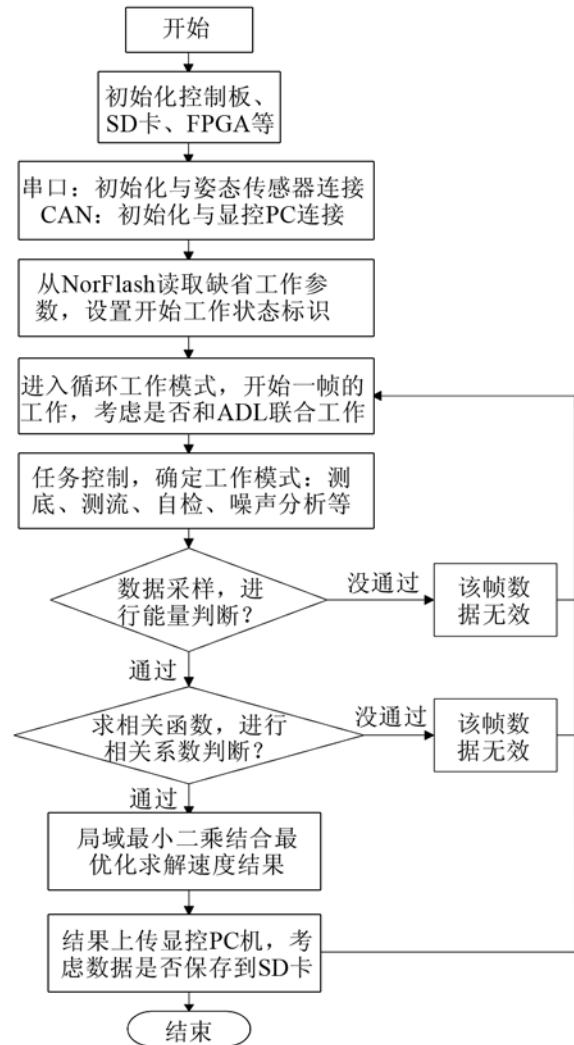 开始
初始化控制板、
SD卡、FPGA等
串口：初始化与姿态传感器连接
CAN：初始化与显控PC连接
从NorFlash读取缺省工作参
数，设置开始工作状态标识
进入循环工作模式，开始一帧的
工作，考虑是否和ADL联合工作
任务控制，确定工作模式：测
底、测流、自检、噪声分析等
数据采样，进
行能量判断？
没通过
该帧数
据无效
通过
求相关函数，进行
相关系数判断？
没通过
该帧数
据无效
通过
局域最小二乘结合最
优化求解速度结果
结果上传显控PC机，考
虑数据是否保存到SD卡
结束